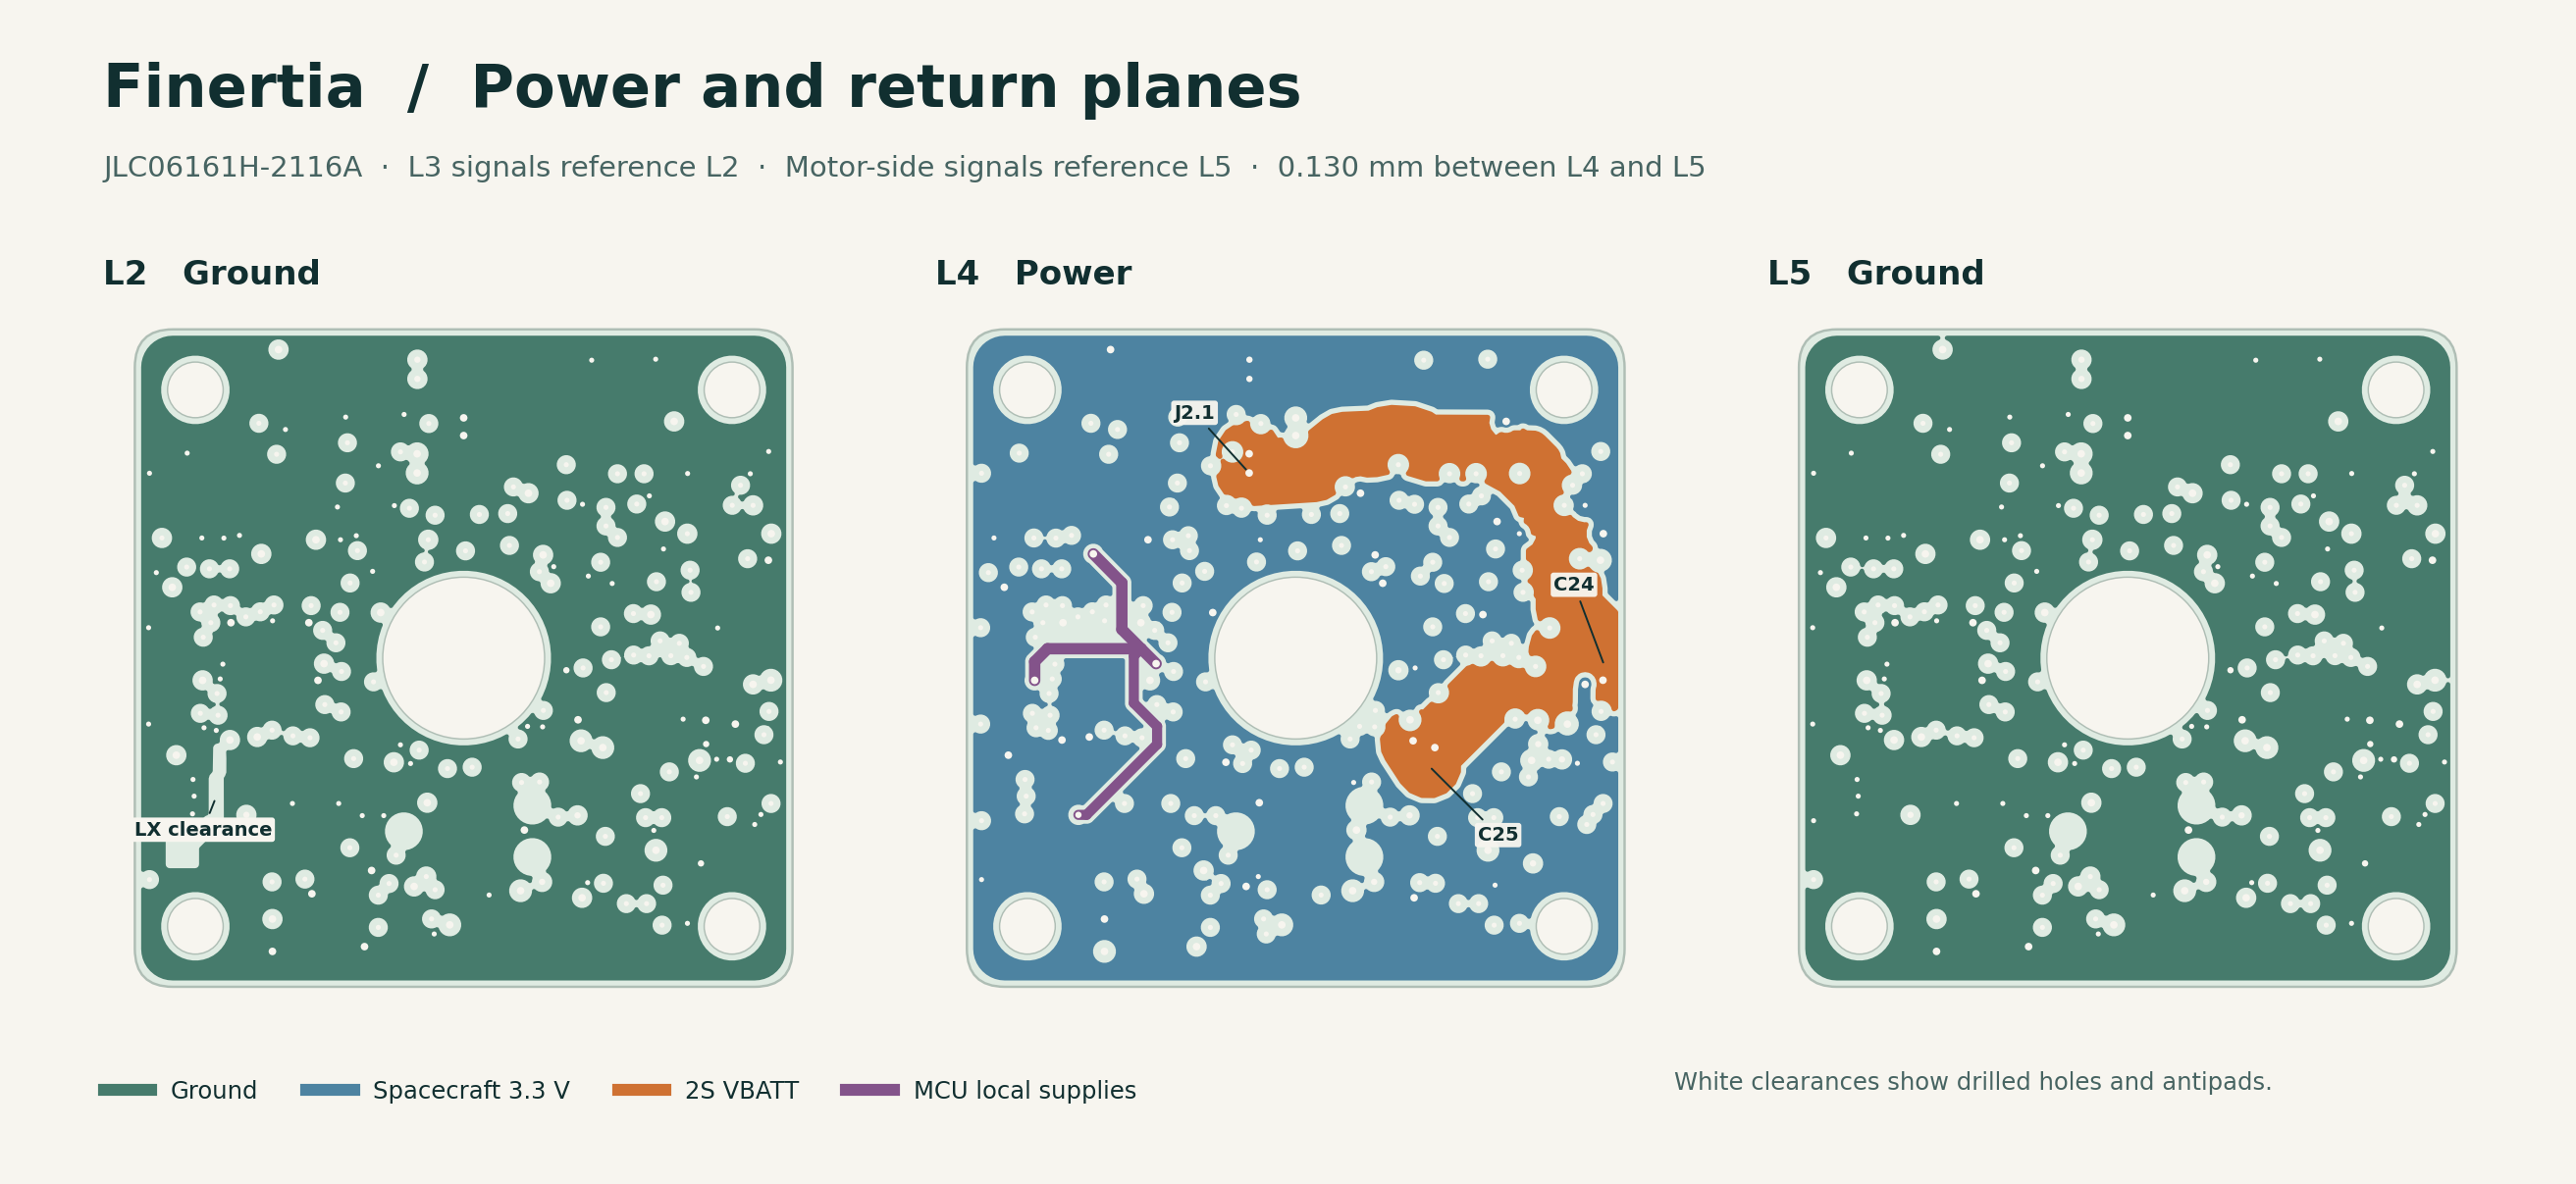 Finertia / Power and return planes
JLC06161H-2116A · L3 signals reference L2 · Motor-side signals reference L5 · 0.130 mm between L4 and L5
L2 Ground
L4 Power
L5 Ground
J2.1
C24
LX clearance
C25
Ground
Spacecraft 3.3 V
2S VBATT
MCU local supplies
White clearances show drilled holes and antipads.